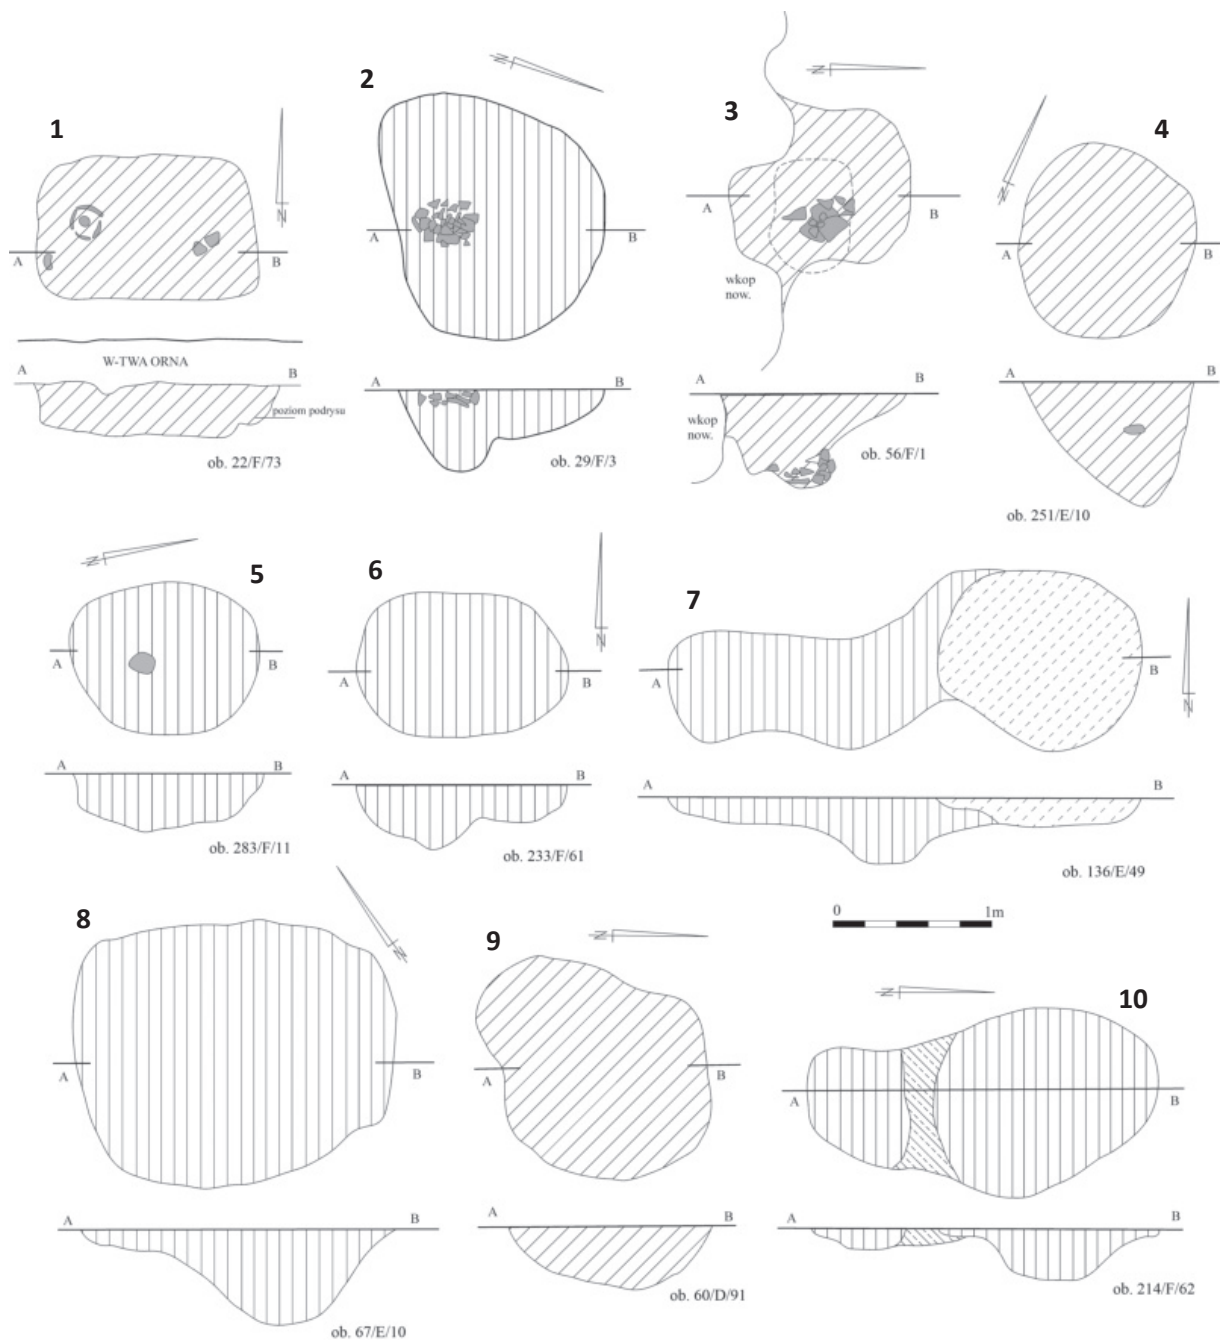 1
N
A
B
W-TWA ORNA
A
B
poziom podrysu
ob. 22/F/73
2
N
A
B
A
B
ob. 29/F/3
3
N
A
B
wkop
now.
A
B
wkop
now.
ob. 56/F/1
4
N
A
B
A
B
ob. 251/E/10
5
N
A
B
A
B
ob. 283/F/11
6
N
A
B
A
B
ob. 233/F/61
7
N
A
B
A
B
ob. 136/E/49
8
N
A
B
A
B
ob. 67/E/10
9
N
A
B
A
B
ob. 60/D/91
0
1m
10
N
A
B
A
B
ob. 214/F/62